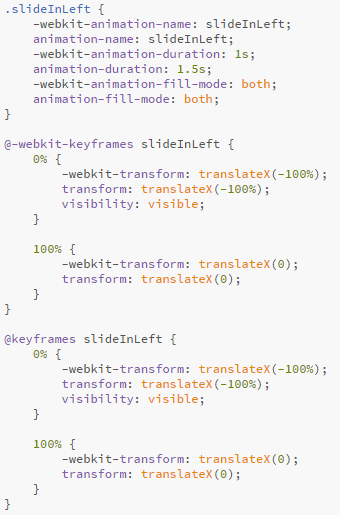 .slideInLeft {
    -webkit-animation-name: slideInLeft;
    animation-name: slideInLeft;
    -webkit-animation-duration: 1s;
    animation-duration: 1.5s;
    -webkit-animation-fill-mode: both;
    animation-fill-mode: both;
}

@-webkit-keyframes slideInLeft {
    0% {
        -webkit-transform: translateX(-100%);
        transform: translateX(-100%);
        visibility: visible;
    }

    100% {
        -webkit-transform: translateX(0);
        transform: translateX(0);
    }
}

@keyframes slideInLeft {
    0% {
        -webkit-transform: translateX(-100%);
        transform: translateX(-100%);
        visibility: visible;
    }

    100% {
        -webkit-transform: translateX(0);
        transform: translateX(0);
    }
}